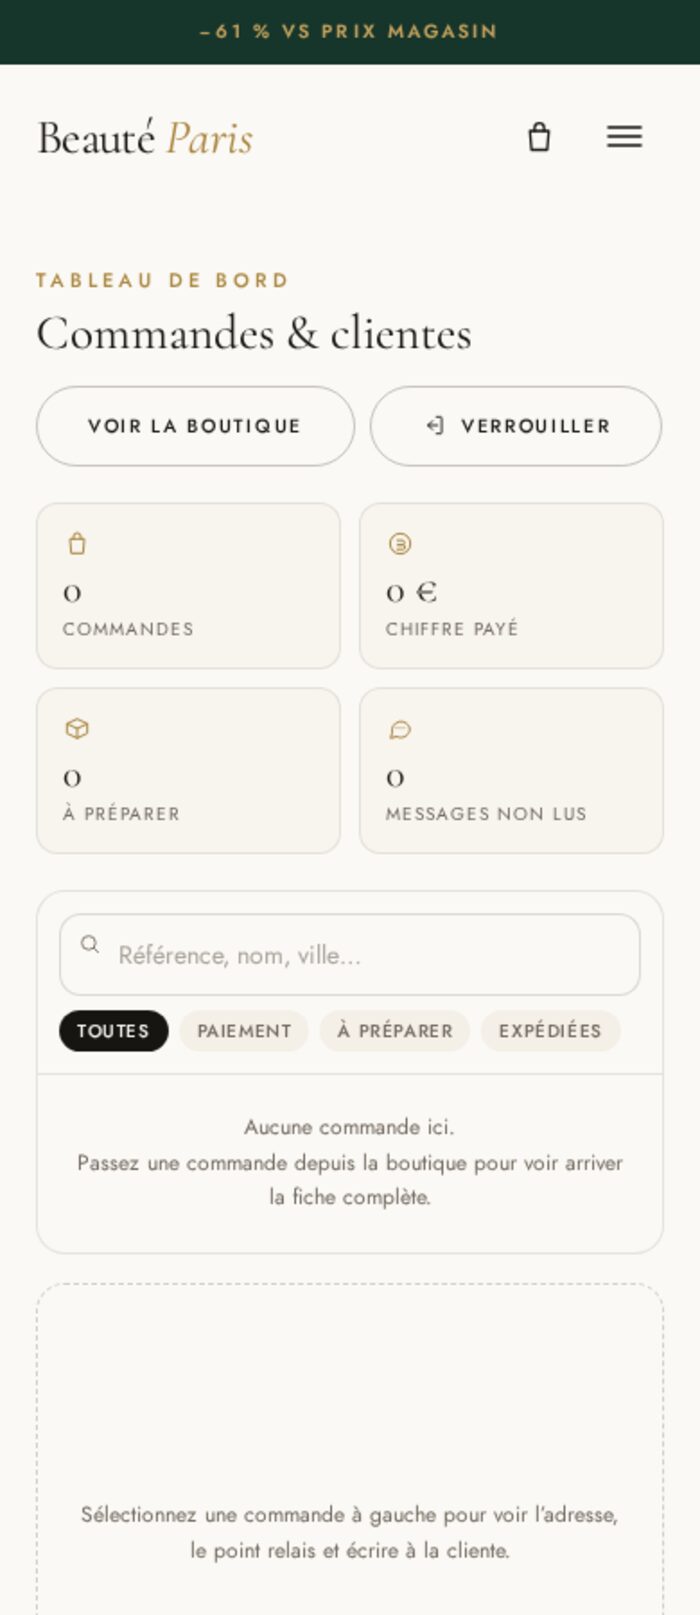 −61 % VS PRIX MAGASIN
Beauté Paris
TABLEAU DE BORD
Commandes & clientes
VOIR LA BOUTIQUE
VERROUILLER
0
COMMANDES
0 €
CHIFFRE PAYÉ
0
À PRÉPARER
0
MESSAGES NON LUS
Référence, nom, ville…
TOUTES PAIEMENT À PRÉPARER EXPÉDIÉES
Aucune commande ici.
Passez une commande depuis la boutique pour voir arriver
la fiche complète.
Sélectionnez une commande à gauche pour voir l’adresse,
le point relais et écrire à la cliente.